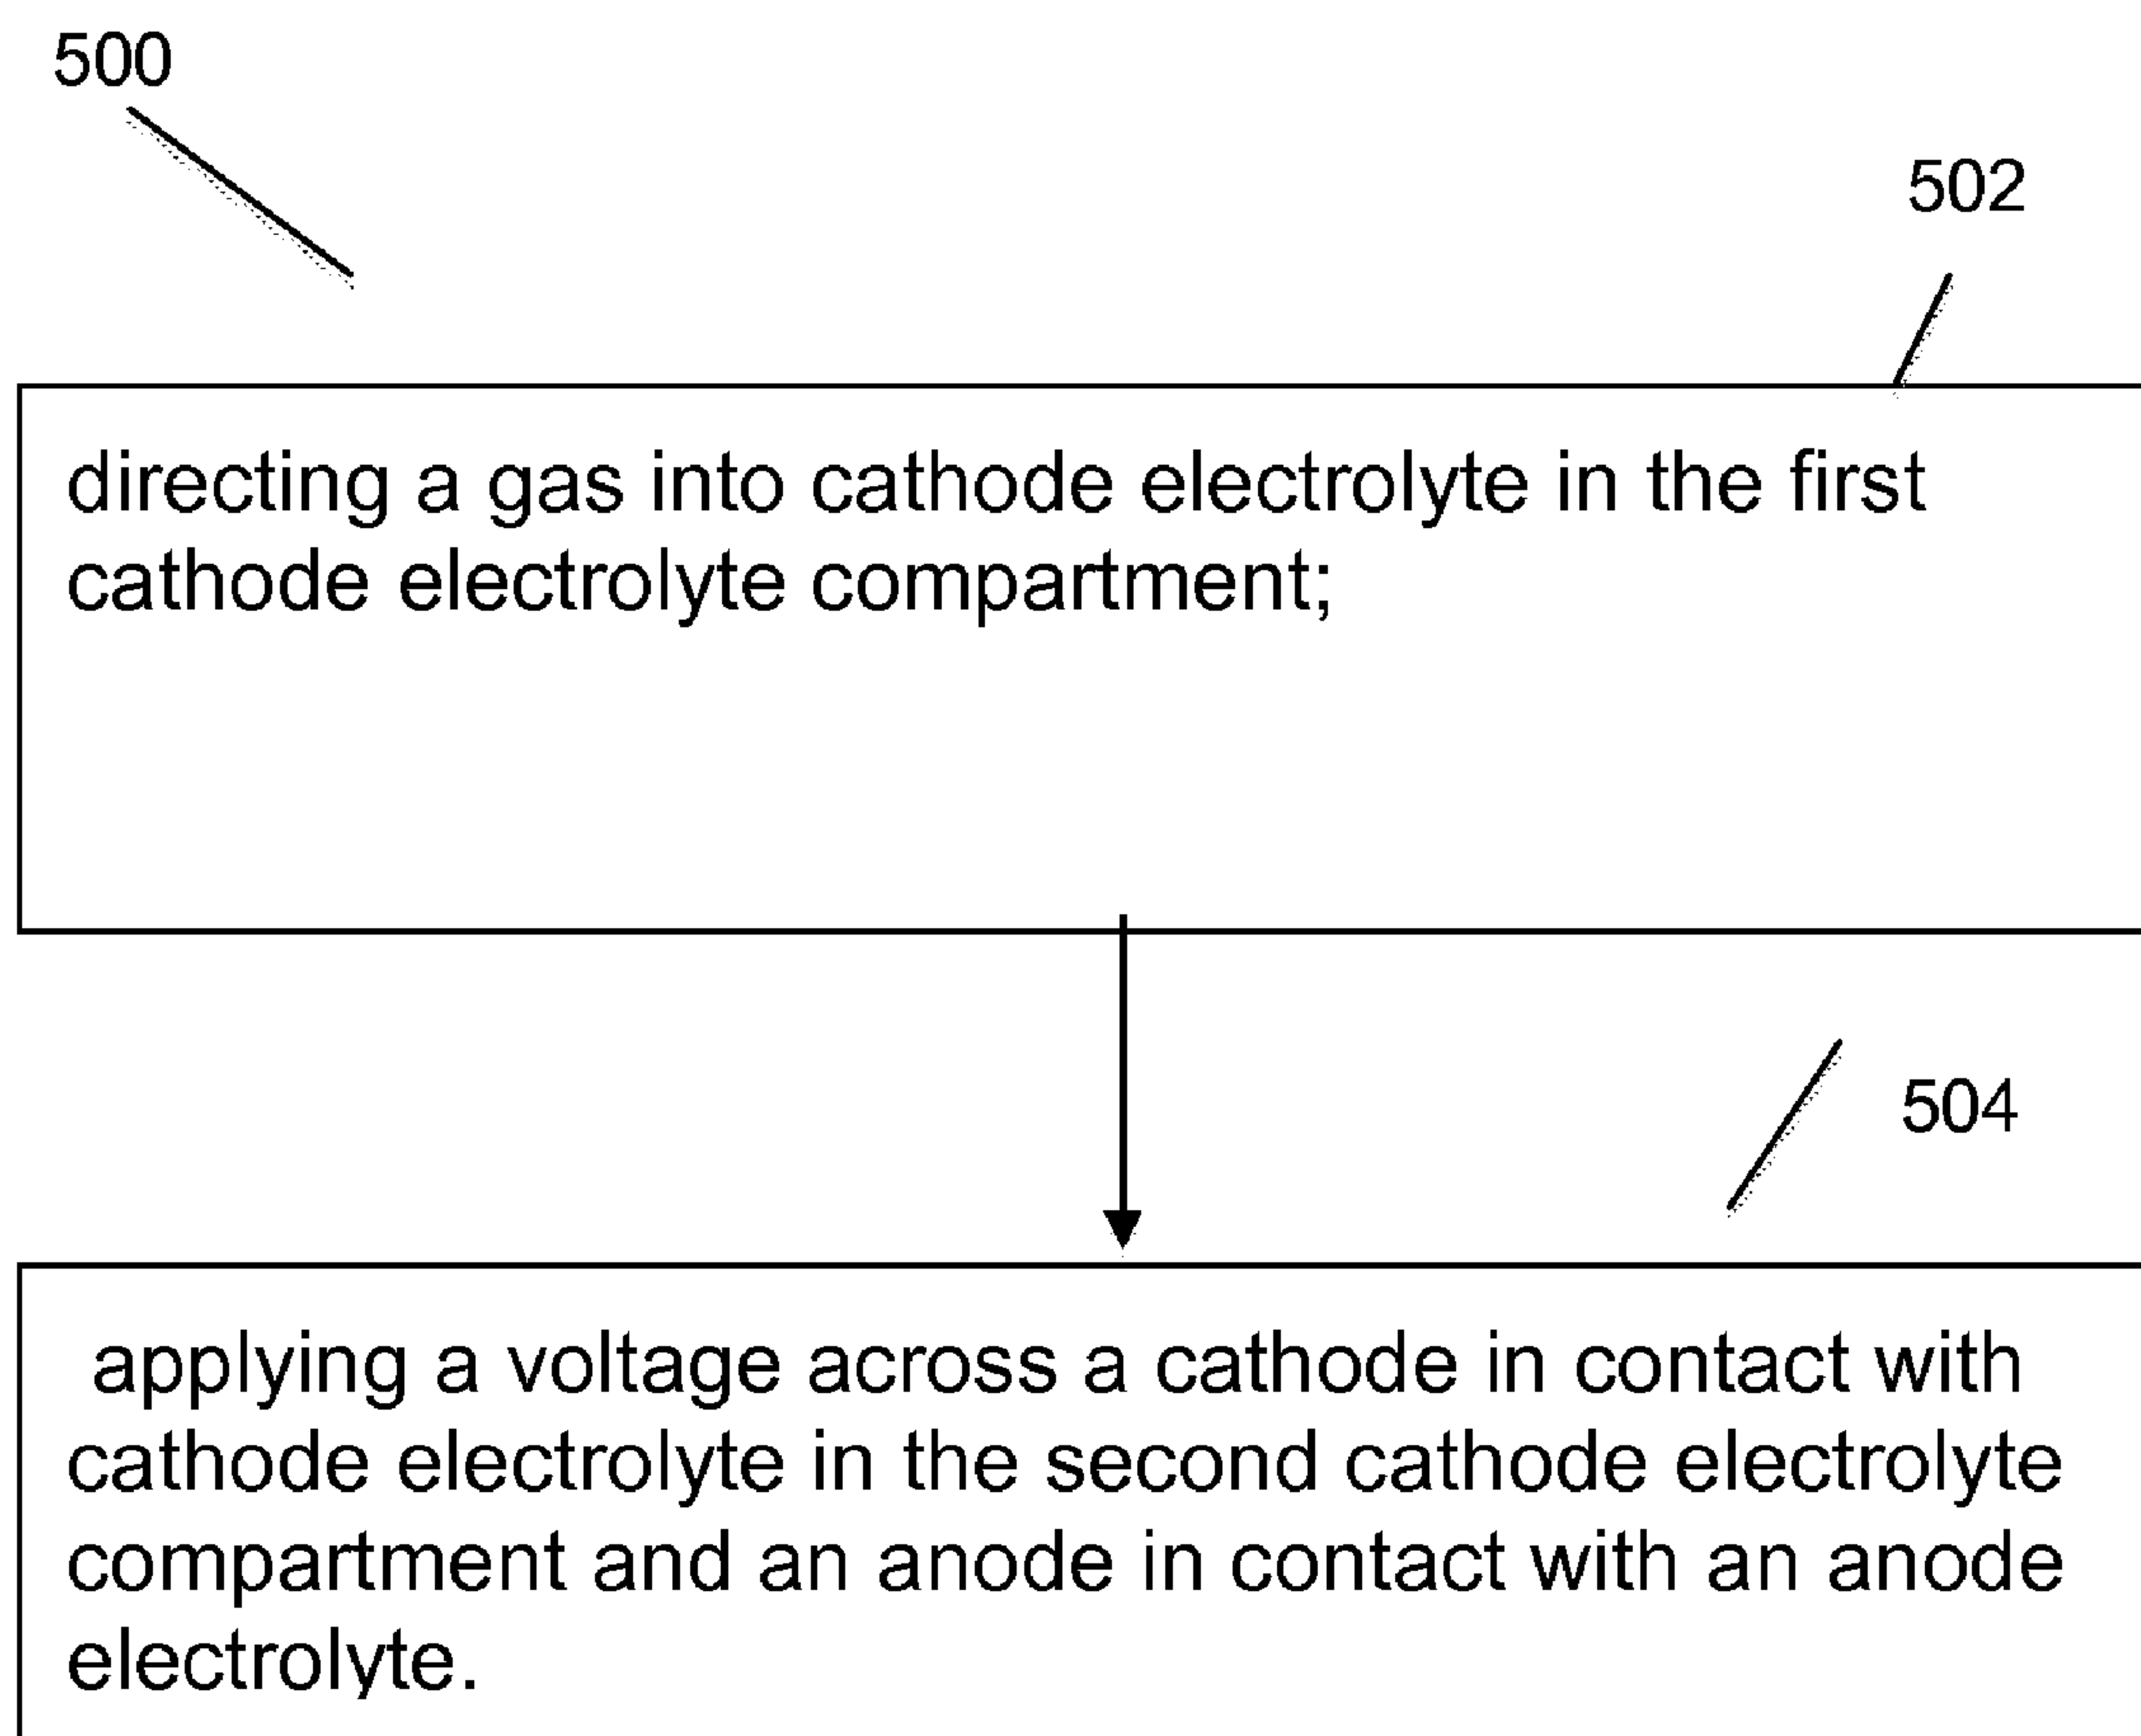 500
502
directing a gas into cathode electrolyte in the first
cathode electrolyte compartment;
504
applying a voltage across a cathode in contact with
cathode electrolyte in the second cathode electrolyte
compartment and an anode in contact with an anode
electrolyte.